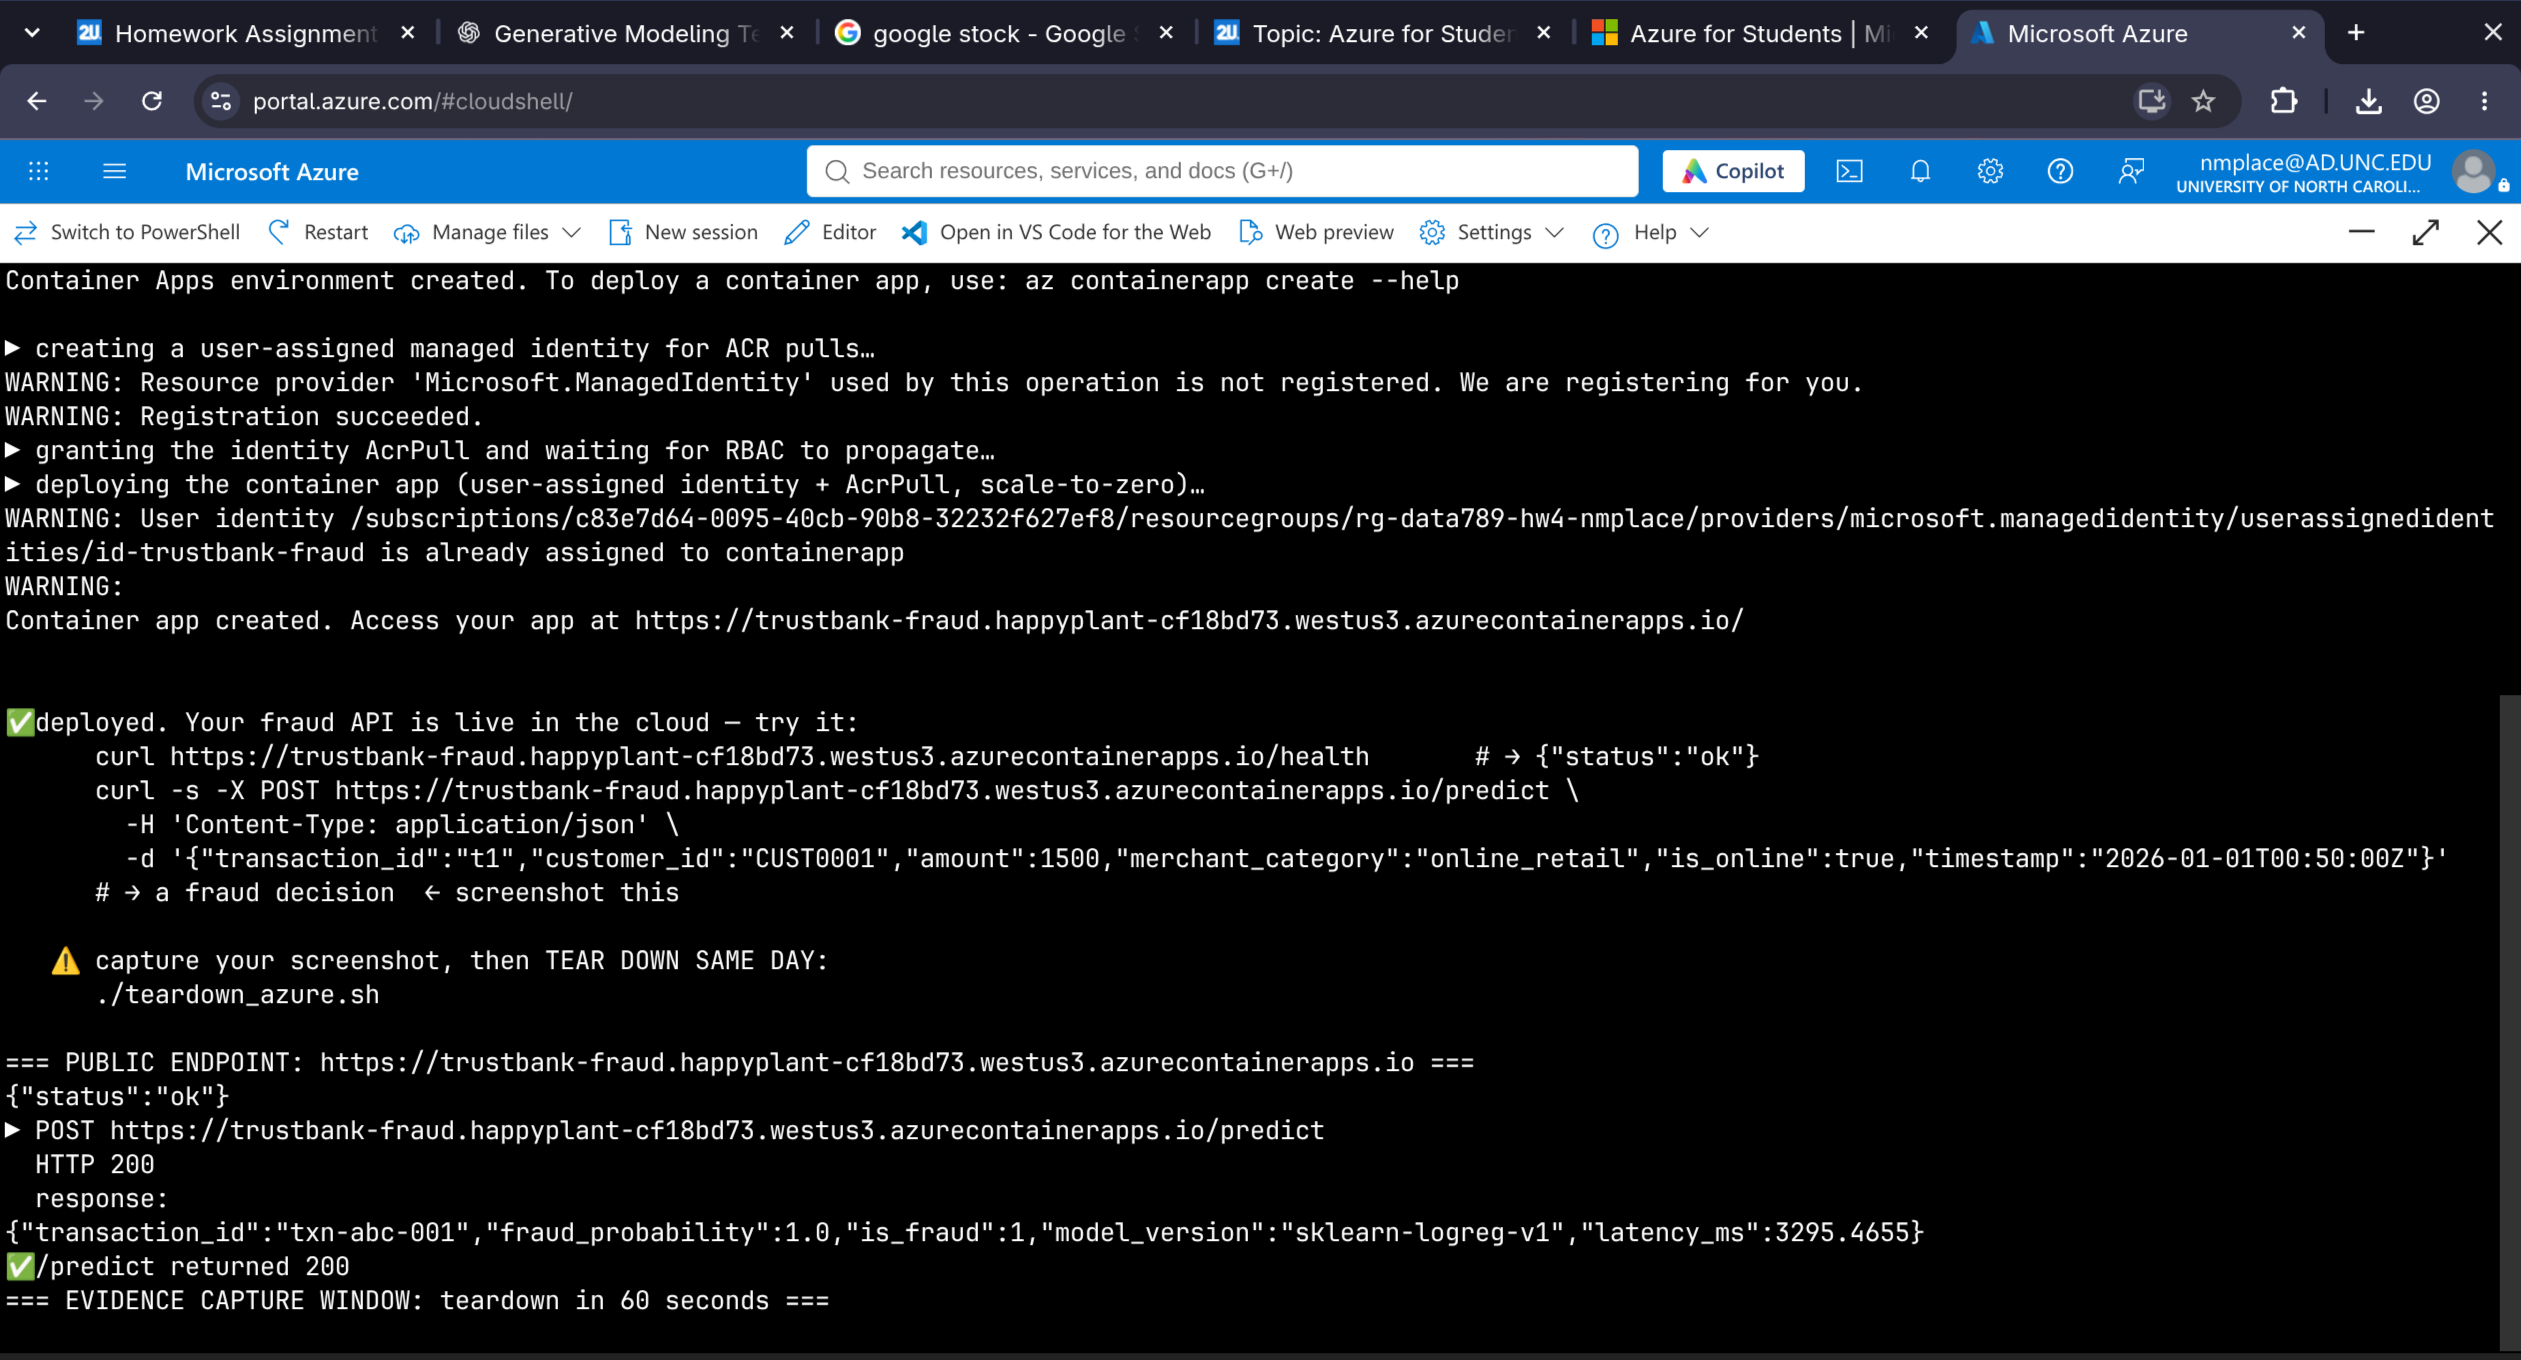 Homework Assignment
Generative Modeling Te
google stock - Google S
Topic: Azure for Studen
Azure for Students | Mi
Microsoft Azure
portal.azure.com/#cloudshell/
Microsoft Azure
Search resources, services, and docs (G+/)
Copilot
nmplace@AD.UNC.EDU
UNIVERSITY OF NORTH CAROLI...
Switch to PowerShell
Restart
Manage files
New session
Editor
Open in VS Code for the Web
Web preview
Settings
Help
Container Apps environment created. To deploy a container app, use: az containerapp create --help
▶ creating a user-assigned managed identity for ACR pulls…
WARNING: Resource provider 'Microsoft.ManagedIdentity' used by this operation is not registered. We are registering for you.
WARNING: Registration succeeded.
▶ granting the identity AcrPull and waiting for RBAC to propagate…
▶ deploying the container app (user-assigned identity + AcrPull, scale-to-zero)…
WARNING: User identity /subscriptions/c83e7d64-0095-40cb-90b8-32232f627ef8/resourcegroups/rg-data789-hw4-nmplace/providers/microsoft.managedidentity/userassignedident
ities/id-trustbank-fraud is already assigned to containerapp
WARNING:
Container app created. Access your app at https://trustbank-fraud.happyplant-cf18bd73.westus3.azurecontainerapps.io/
✅deployed. Your fraud API is live in the cloud — try it:
curl https://trustbank-fraud.happyplant-cf18bd73.westus3.azurecontainerapps.io/health # → {"status":"ok"}
curl -s -X POST https://trustbank-fraud.happyplant-cf18bd73.westus3.azurecontainerapps.io/predict \
-H 'Content-Type: application/json' \
-d '{"transaction_id":"t1","customer_id":"CUST0001","amount":1500,"merchant_category":"online_retail","is_online":true,"timestamp":"2026-01-01T00:50:00Z"}'
# → a fraud decision ← screenshot this
⚠️ capture your screenshot, then TEAR DOWN SAME DAY:
./teardown_azure.sh
=== PUBLIC ENDPOINT: https://trustbank-fraud.happyplant-cf18bd73.westus3.azurecontainerapps.io ===
{"status":"ok"}
▶ POST https://trustbank-fraud.happyplant-cf18bd73.westus3.azurecontainerapps.io/predict
HTTP 200
response:
{"transaction_id":"txn-abc-001","fraud_probability":1.0,"is_fraud":1,"model_version":"sklearn-logreg-v1","latency_ms":3295.4655}
✅/predict returned 200
=== EVIDENCE CAPTURE WINDOW: teardown in 60 seconds ===